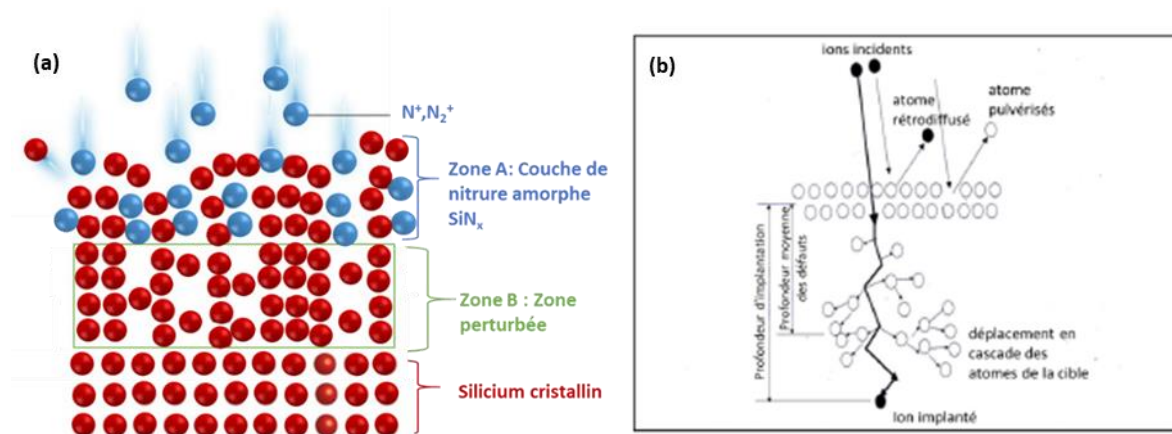 (a)
N⁺,N₂⁺
Zone A: Couche de
nitrure amorphe
SiNₓ
Zone B : Zone
perturbée
Silicium cristallin
(b)
ions incidents
atome
rétrodiffusé
atome
pulvérisés
Profondeur d'implantation
Profondeur moyenne
des défauts
déplacement en
cascade des
atomes de la cible
Ion implanté